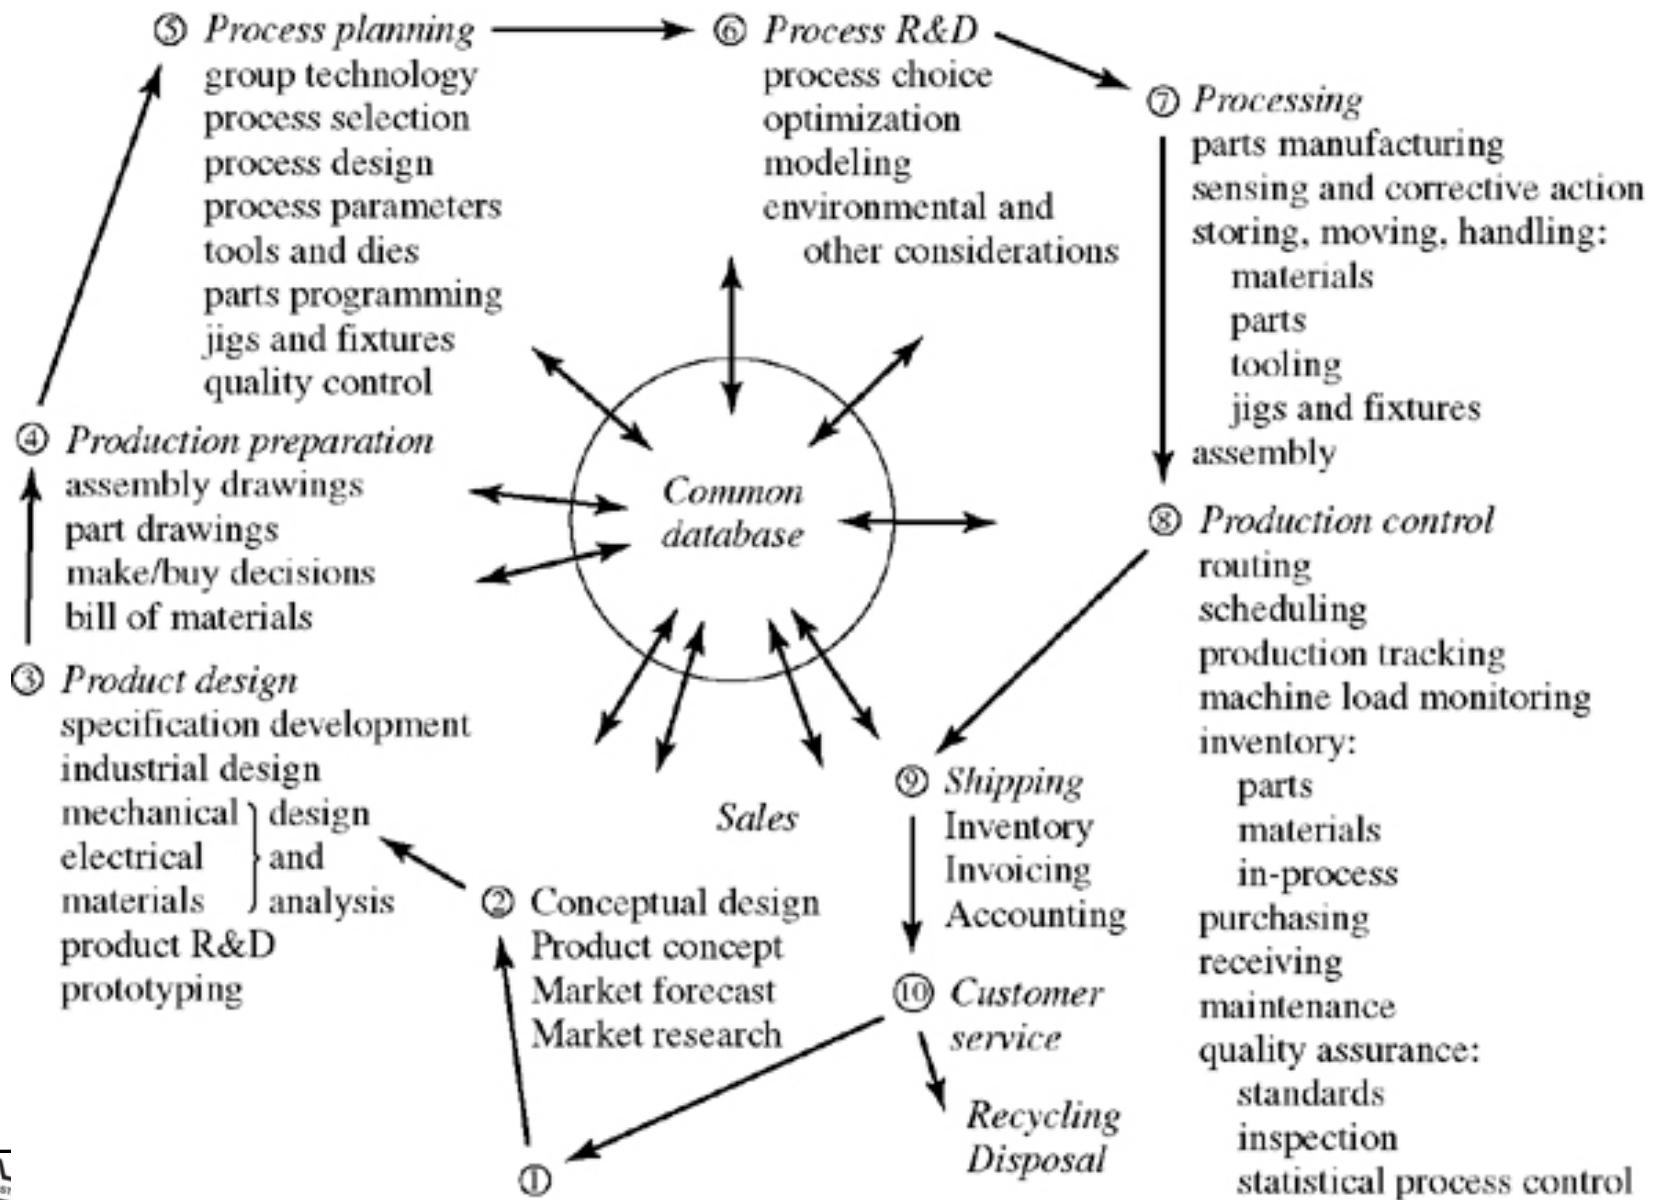 ⑤ Process planning
group technology
process selection
process design
process parameters
tools and dies
parts programming
jigs and fixtures
quality control
⑥ Process R&D
process choice
optimization
modeling
environmental and
other considerations
⑦ Processing
parts manufacturing
sensing and corrective action
storing, moving, handling:
materials
parts
tooling
jigs and fixtures
assembly
④ Production preparation
assembly drawings
part drawings
make/buy decisions
bill of materials
Common
database
⑧ Production control
routing
scheduling
production tracking
machine load monitoring
inventory:
parts
materials
in-process
purchasing
receiving
maintenance
quality assurance:
standards
inspection
statistical process control
③ Product design
specification development
industrial design
mechanical design
electrical and
materials analysis
product R&D
prototyping
Sales
② Conceptual design
Product concept
Market forecast
Market research
⑨ Shipping
Inventory
Invoicing
Accounting
⑩ Customer
service
Recycling
Disposal
①